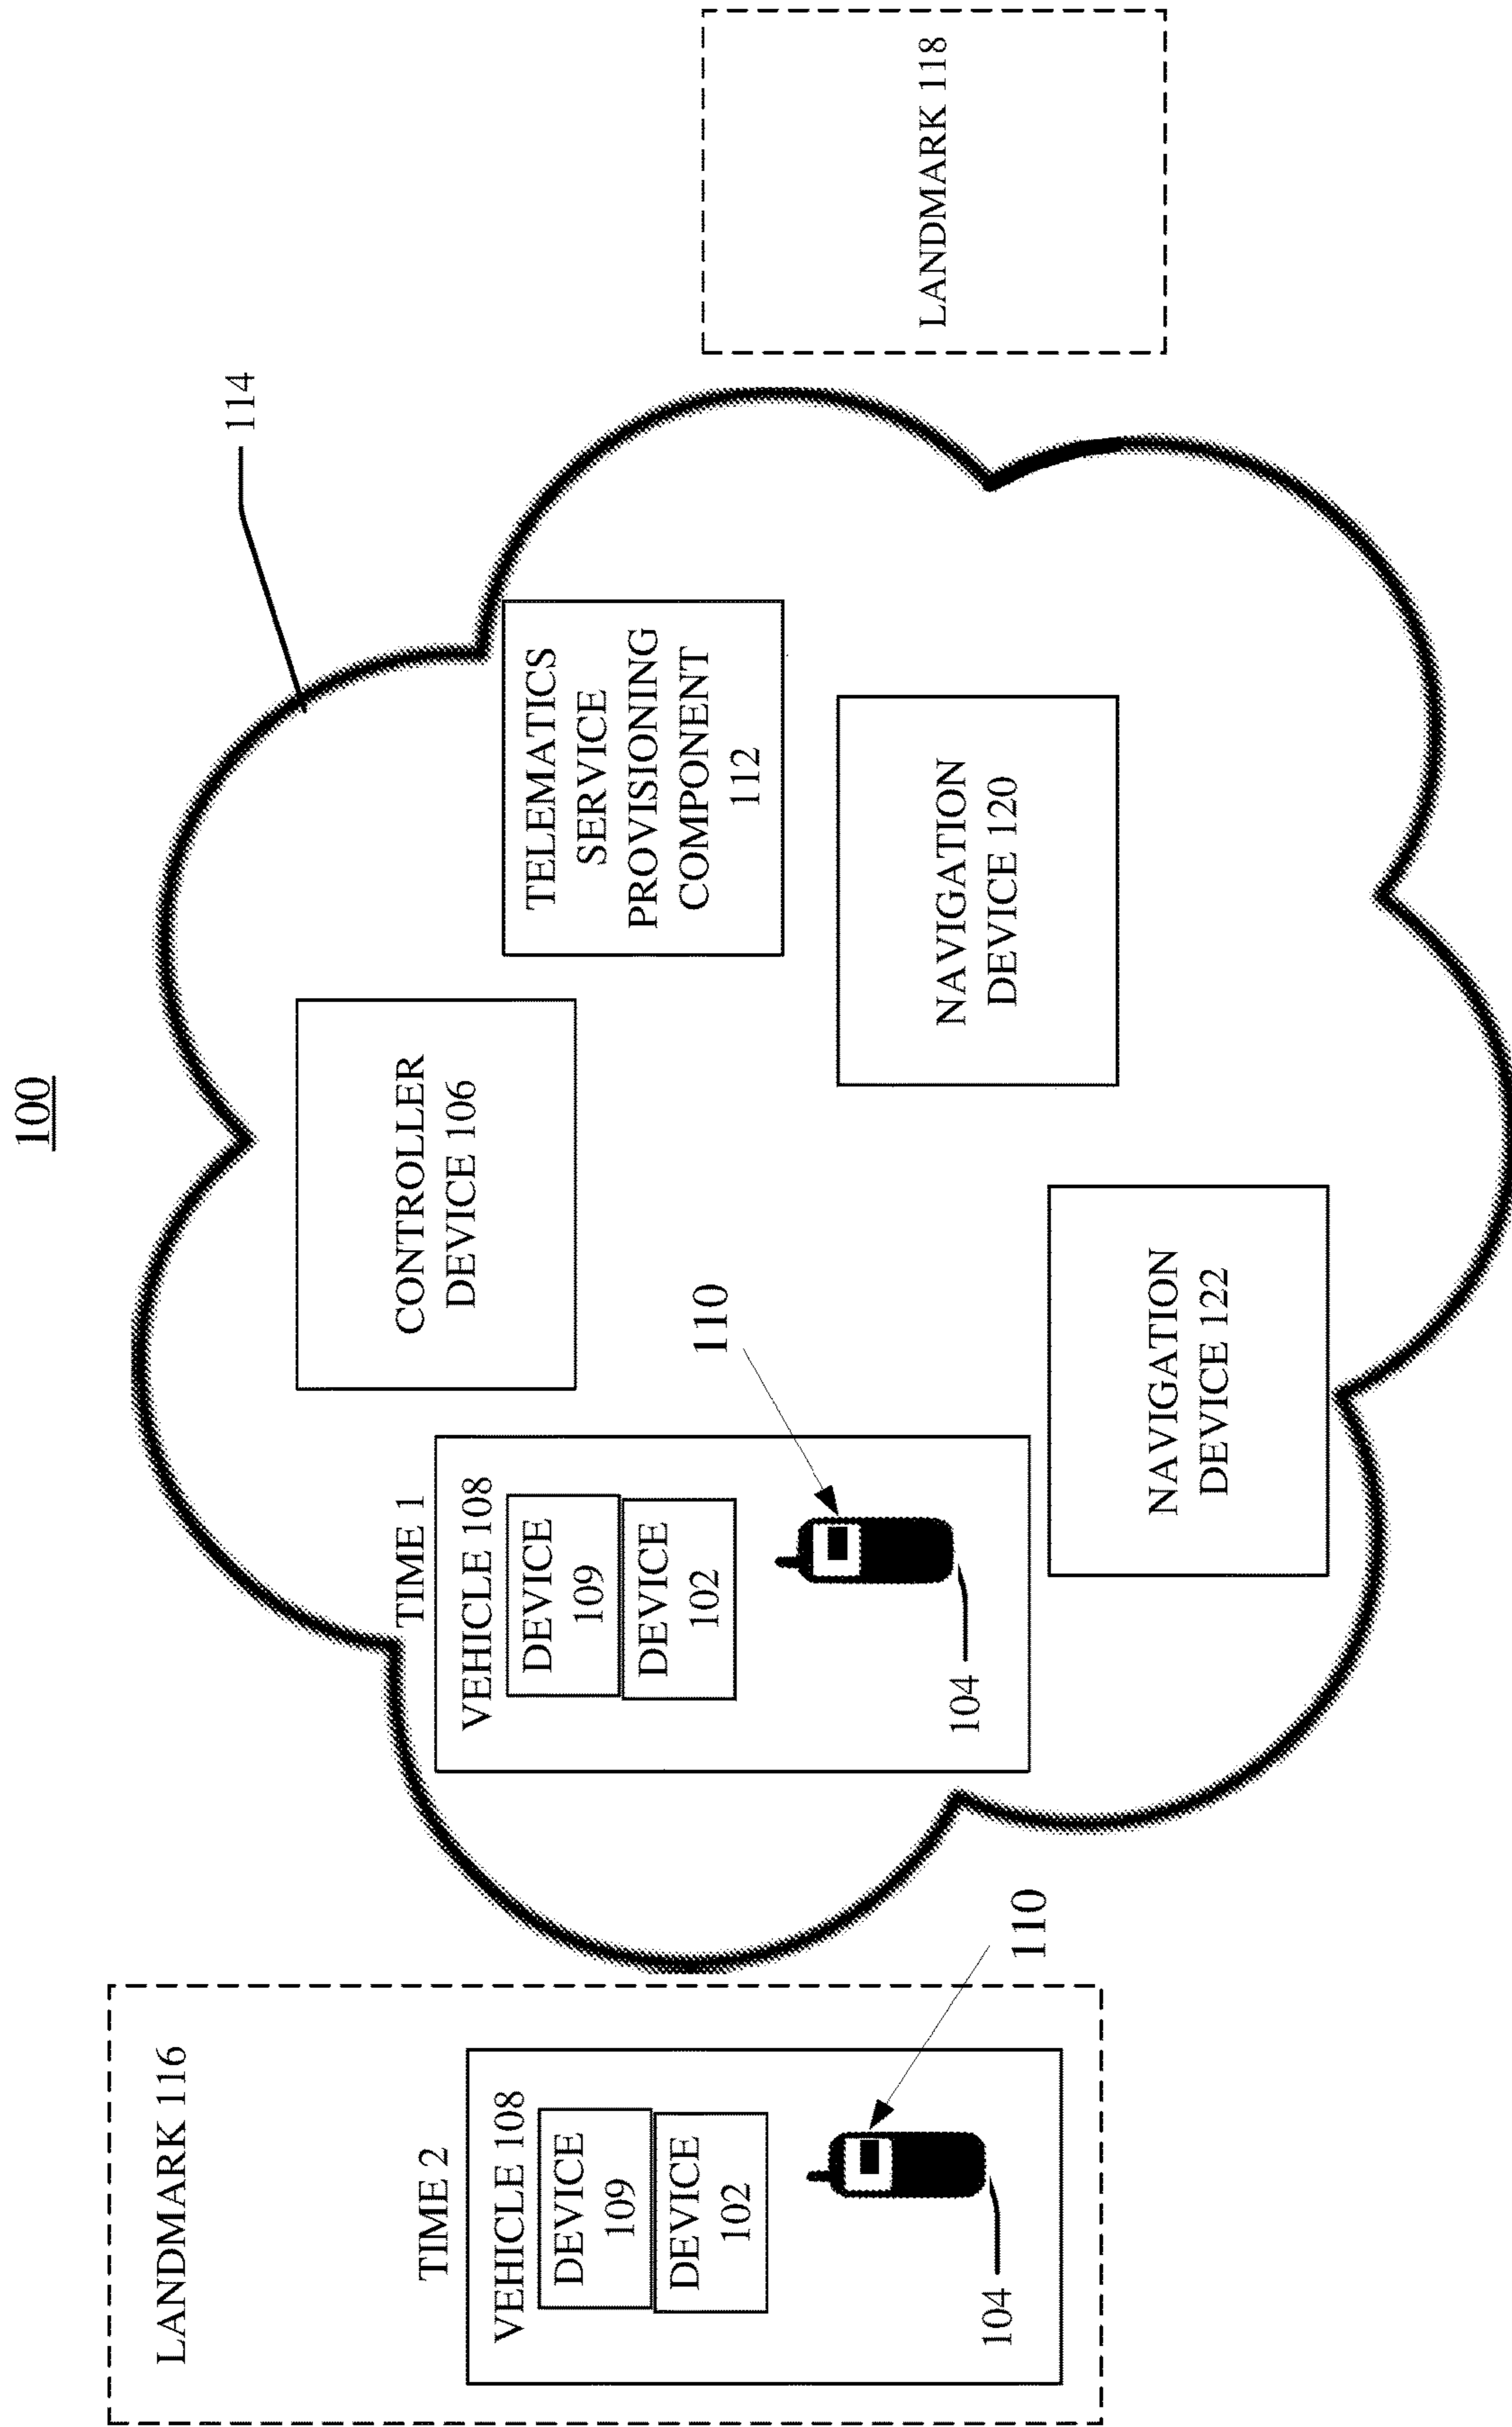 100
114
LANDMARK 116
TIME 2
VEHICLE 108
DEVICE
109
DEVICE
102
104
110
TIME 1
VEHICLE 108
DEVICE
109
DEVICE
102
104
110
CONTROLLER
DEVICE 106
TELEMATICS
SERVICE
PROVISIONING
COMPONENT
112
NAVIGATION
DEVICE 120
NAVIGATION
DEVICE 122
LANDMARK 118